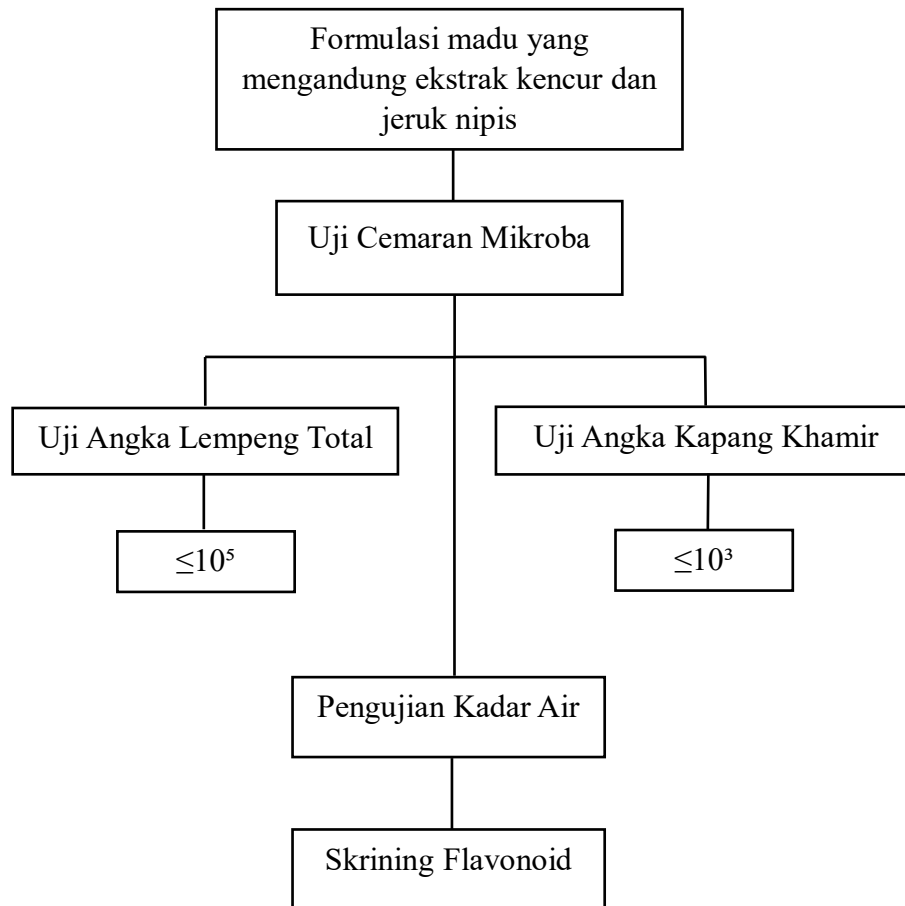 Formulasi madu yang
mengandung ekstrak kencur dan
jeruk nipis
Uji Cemaran Mikroba
Uji Angka Lempeng Total
Uji Angka Kapang Khamir
≤10⁵
≤10³
Pengujian Kadar Air
Skrining Flavonoid